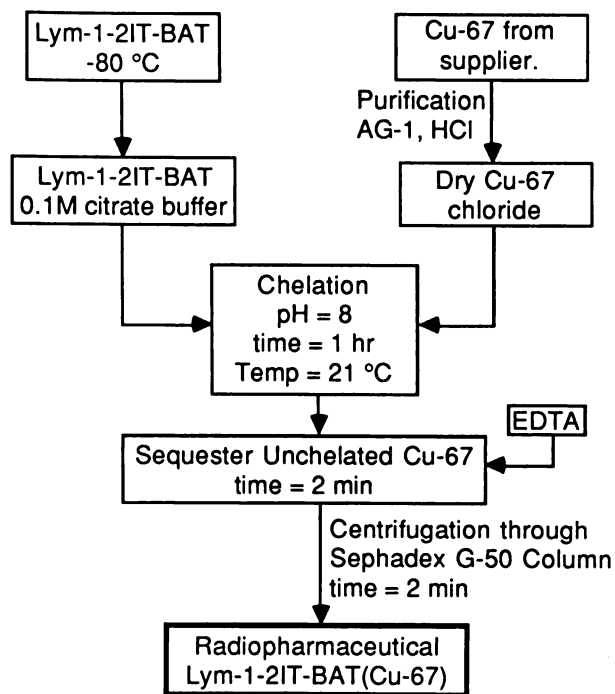 Lym-1-2IT-BAT
-80 °C
Cu-67 from
supplier.
Purification
AG-1, HCl
Lym-1-2IT-BAT
0.1M citrate buffer
Dry Cu-67
chloride
Chelation
pH = 8
time = 1 hr
Temp = 21 °C
EDTA
Sequester Unchelated Cu-67
time = 2 min
Centrifugation through
Sephadex G-50 Column
time = 2 min
Radiopharmaceutical
Lym-1-2IT-BAT(Cu-67)